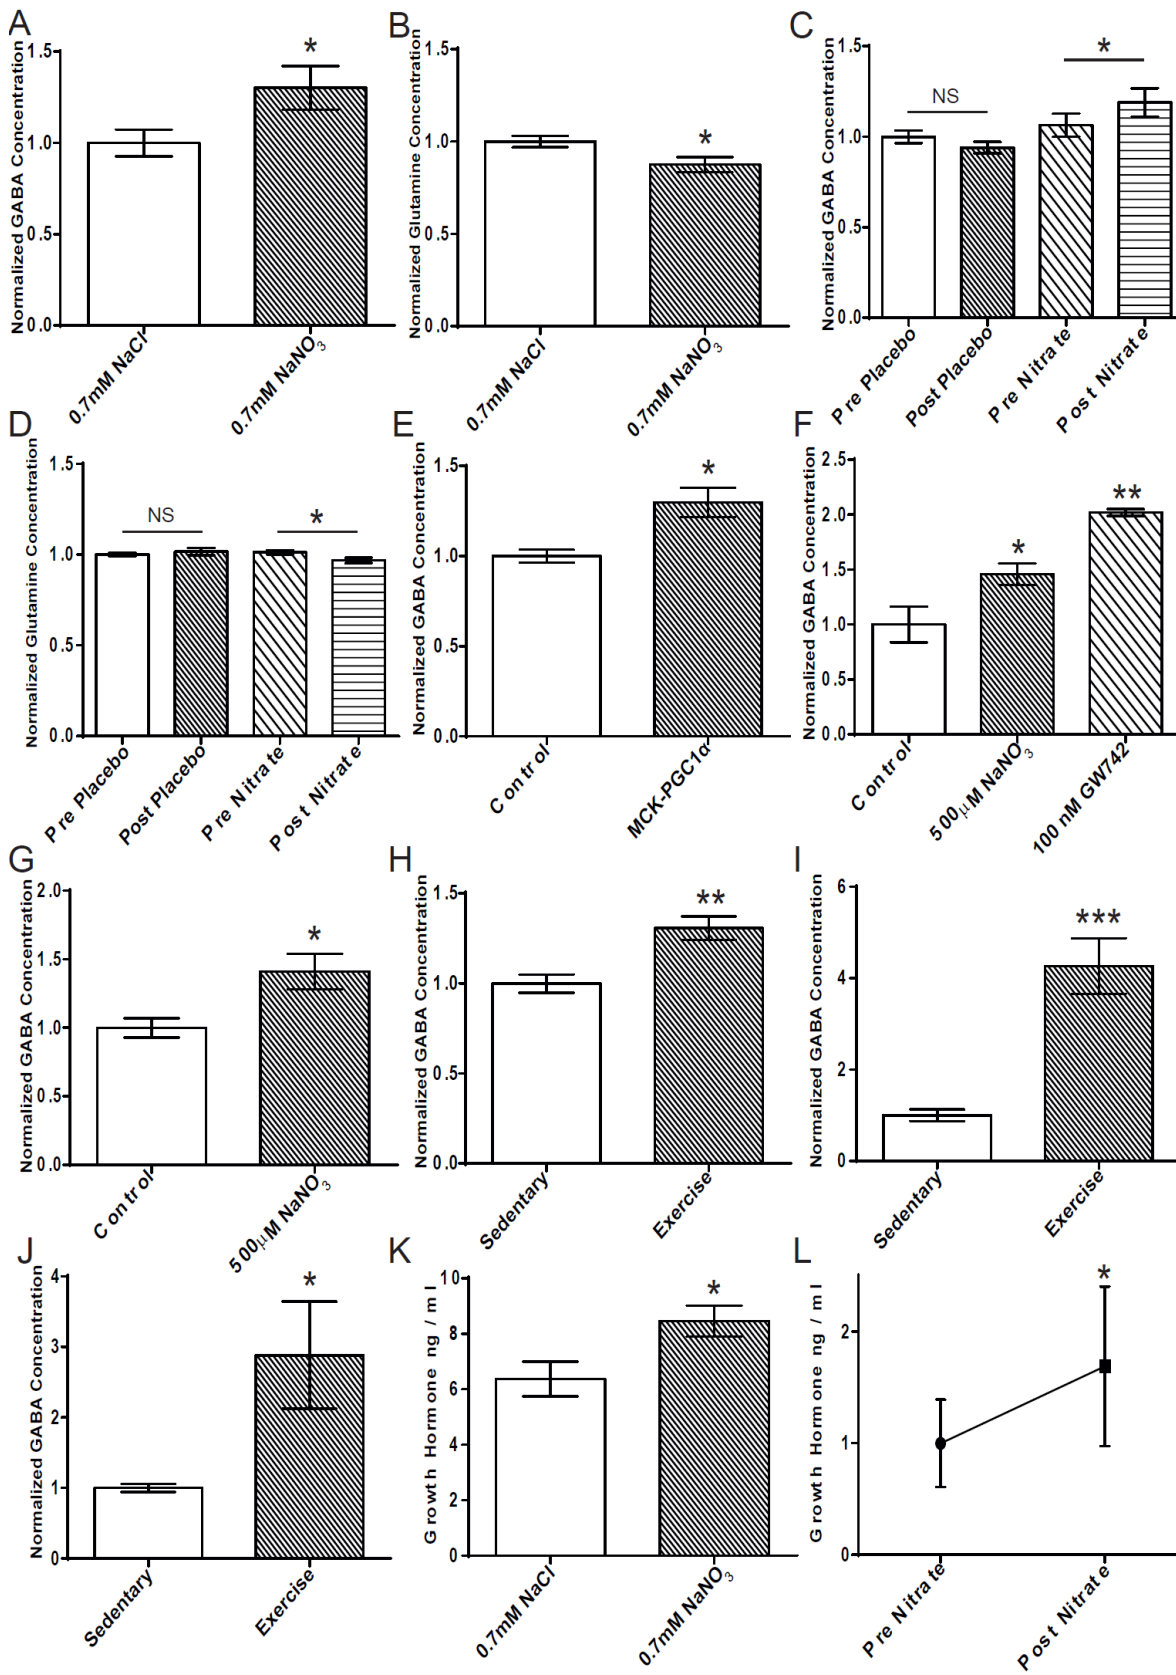 A
Normalized GABA Concentration
1.5
1.0
0.5
0.0
*
0.7mM NaCl
0.7mM NaNO3
B
Normalized Glutamine Concentration
1.5
1.0
0.5
0.0
*
0.7mM NaCl
0.7mM NaNO3
C
Normalized GABA Concentration
1.5
1.0
0.5
0.0
NS
*
Pre Placebo
Post Placebo
Pre Nitrate
Post Nitrate
D
Normalized Glutamine Concentration
1.5
1.0
0.5
0.0
NS
*
Pre Placebo
Post Placebo
Pre Nitrate
Post Nitrate
E
Normalized GABA Concentration
1.5
1.0
0.5
0.0
*
Control
MCK-PGC1α
F
Normalized GABA Concentration
2.5
2.0
1.5
1.0
0.5
0.0
*
**
Control
500μM NaNO3
100 nM GW742
G
Normalized GABA Concentration
2.0
1.5
1.0
0.5
0.0
*
Control
500μM NaNO3
H
Normalized GABA Concentration
1.5
1.0
0.5
0.0
**
Sedentary
Exercise
I
Normalized GABA Concentration
6
4
2
0
***
Sedentary
Exercise
J
Normalized GABA Concentration
4
3
2
1
0
*
Sedentary
Exercise
K
Growth Hormone ng / ml
10
8
6
4
2
0
*
0.7mM NaCl
0.7mM NaNO3
L
Growth Hormone ng / ml
2
1
0
*
Pre Nitrate
Post Nitrate